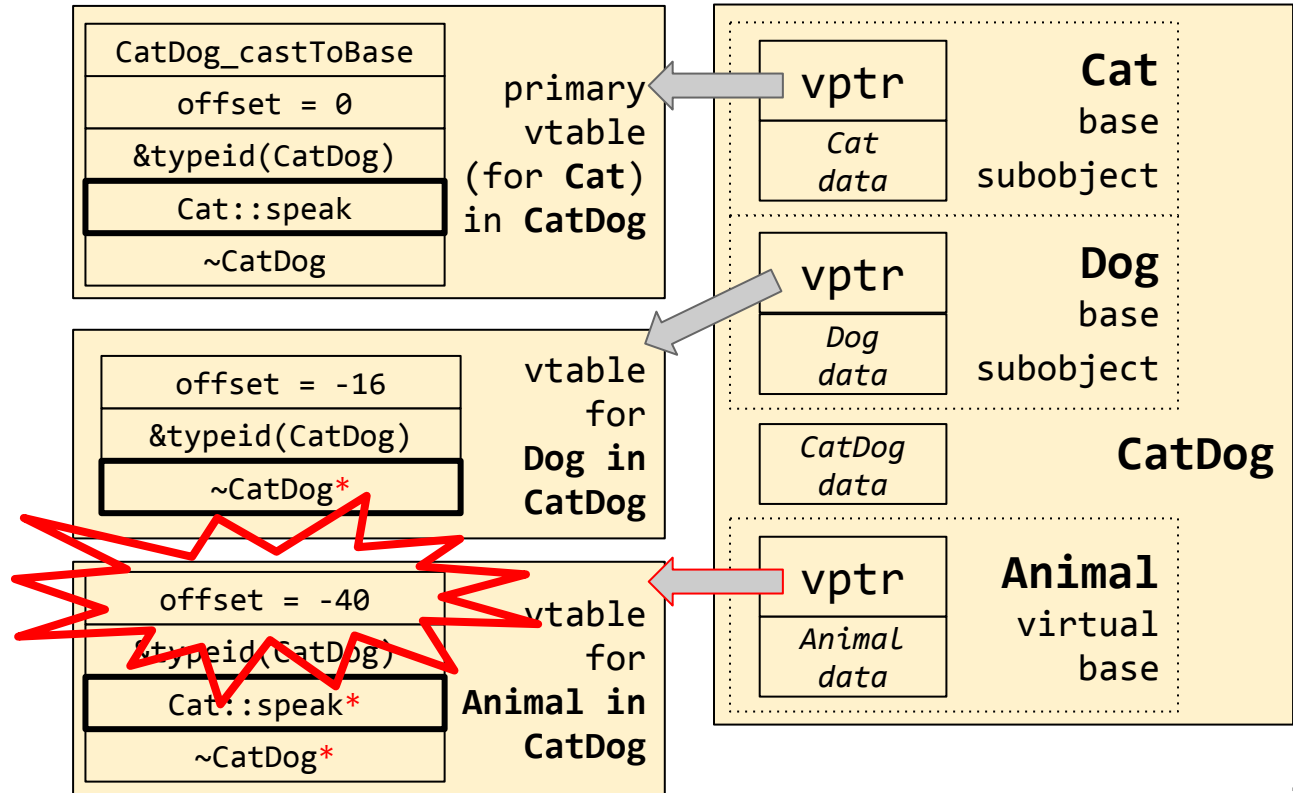 CatDog_castToBase
offset = 0
&typeid(CatDog)
Cat::speak
~CatDog
primary
vtable
(for Cat)
in CatDog
offset = -16
&typeid(CatDog)
~CatDog*
vtable
for
Dog in
CatDog
offset = -40
&typeid(CatDog)
Cat::speak*
~CatDog*
vtable
for
Animal in
CatDog
vptr
Cat
data
Cat
base
subobject
vptr
Dog
data
Dog
base
subobject
CatDog
data
CatDog
vptr
Animal
data
Animal
virtual
base